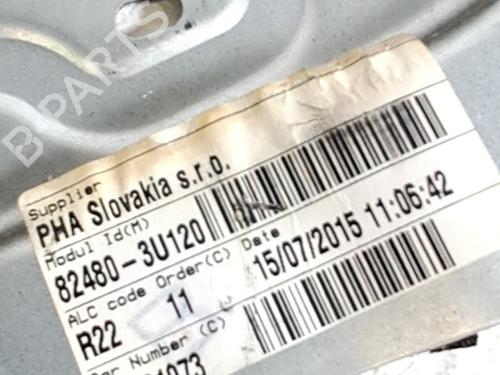 B PARTS
Supplier
PHA Slovakia s.r.o.
Modul Id(M)
82480-3U120
ALC code Order(C) Date
R22 11 15/07/2015 11:06:42
Number (C)